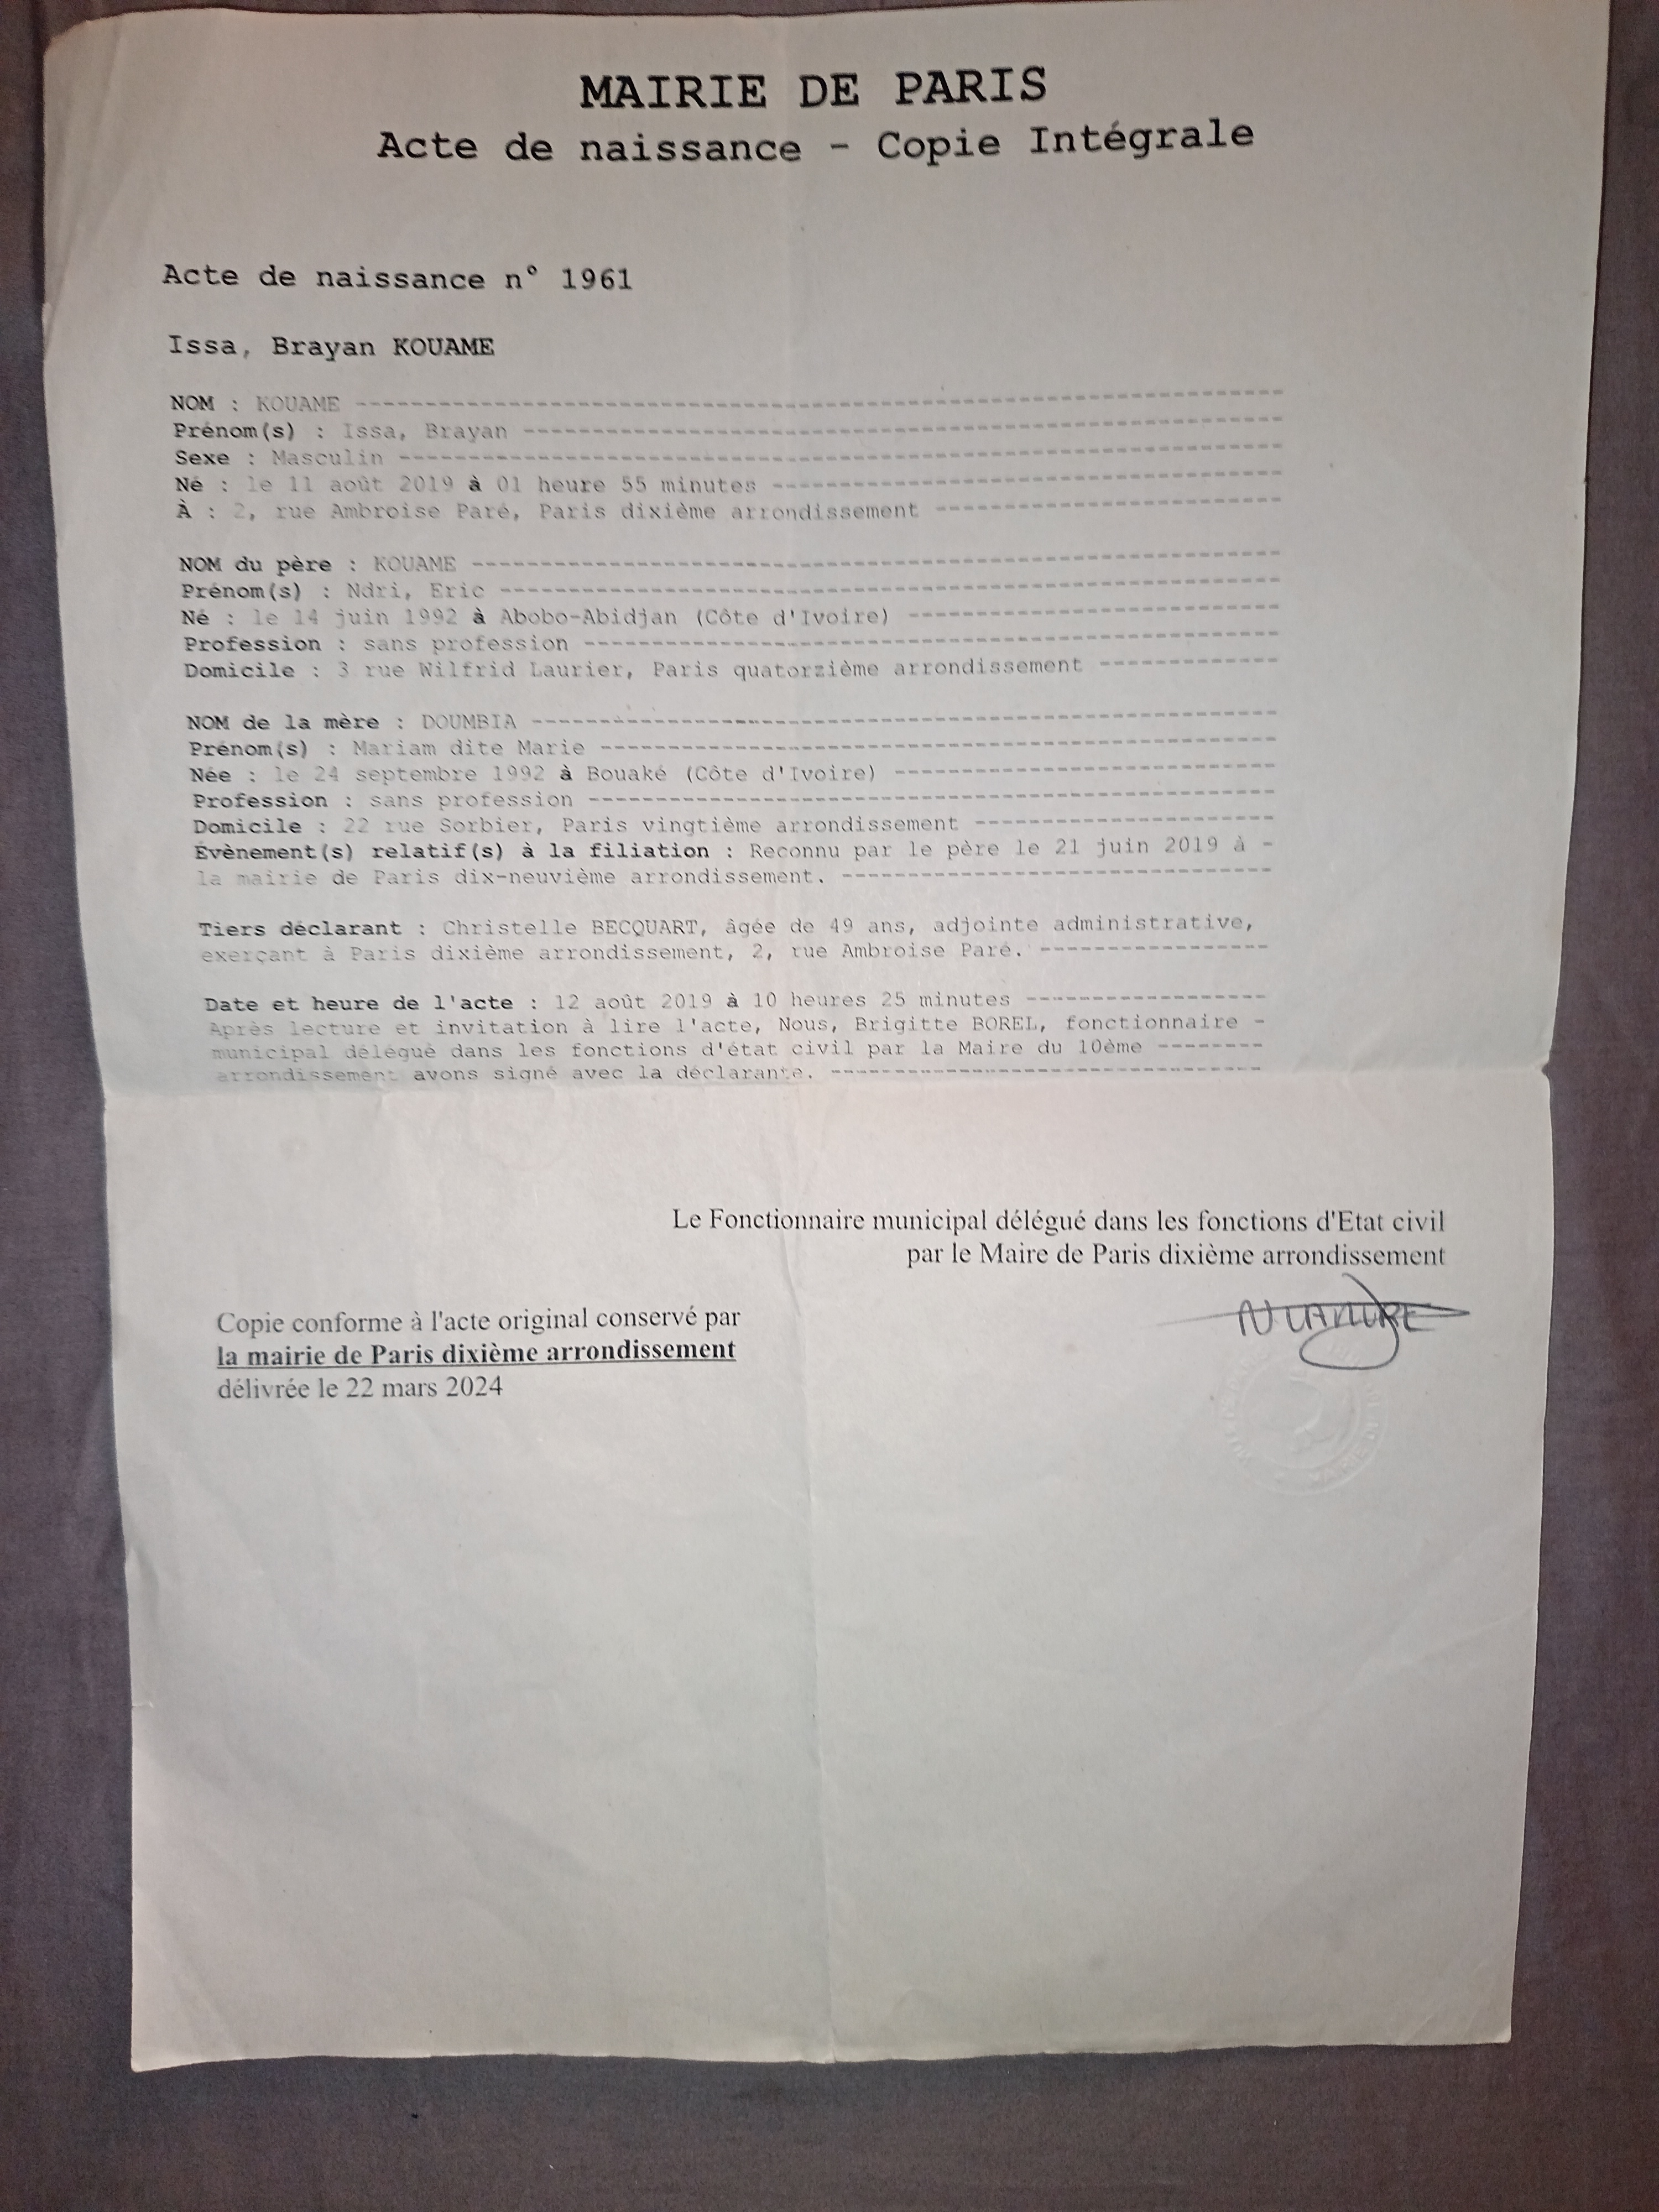 MAIRIE DE PARIS
Acte de naissance - Copie Intégrale
Acte de naissance n° 1961
Issa, Brayan KOUAME
NOM : KOUAME
Prénom(s) : Issa, Brayan
Sexe : Masculin
Né : le 11 août 2019 à 01 heure 55 minutes
À : 2, rue Ambroise Paré, Paris dixième arrondissement
NOM du père : KOUAME
Prénom(s) : Ndri, Eric
Né : le 14 juin 1992 à Abobo-Abidjan (Côte d'Ivoire)
Profession : sans profession
Domicile : 3 rue Wilfrid Laurier, Paris quatorzième arrondissement
NOM de la mère : DOUMBIA
Prénom(s) : Mariam dite Marie
Née : le 24 septembre 1992 à Bouaké (Côte d'Ivoire)
Profession : sans profession
Domicile : 22 rue Sorbier, Paris vingtième arrondissement
Évènement(s) relatif(s) à la filiation : Reconnu par le père le 21 juin 2019 à -
la mairie de Paris dix-neuvième arrondissement.
Tiers déclarant : Christelle BECQUART, âgée de 49 ans, adjointe administrative,
exerçant à Paris dixième arrondissement, 2, rue Ambroise Paré.
Date et heure de l'acte : 12 août 2019 à 10 heures 25 minutes
Après lecture et invitation à lire l'acte, Nous, Brigitte BOREL, fonctionnaire -
municipal délégué dans les fonctions d'état civil par la Maire du 10ème
arrondissement avons signé avec la déclarante.
Le Fonctionnaire municipal délégué dans les fonctions d'Etat civil
par le Maire de Paris dixième arrondissement
Copie conforme à l'acte original conservé par
la mairie de Paris dixième arrondissement
délivrée le 22 mars 2024